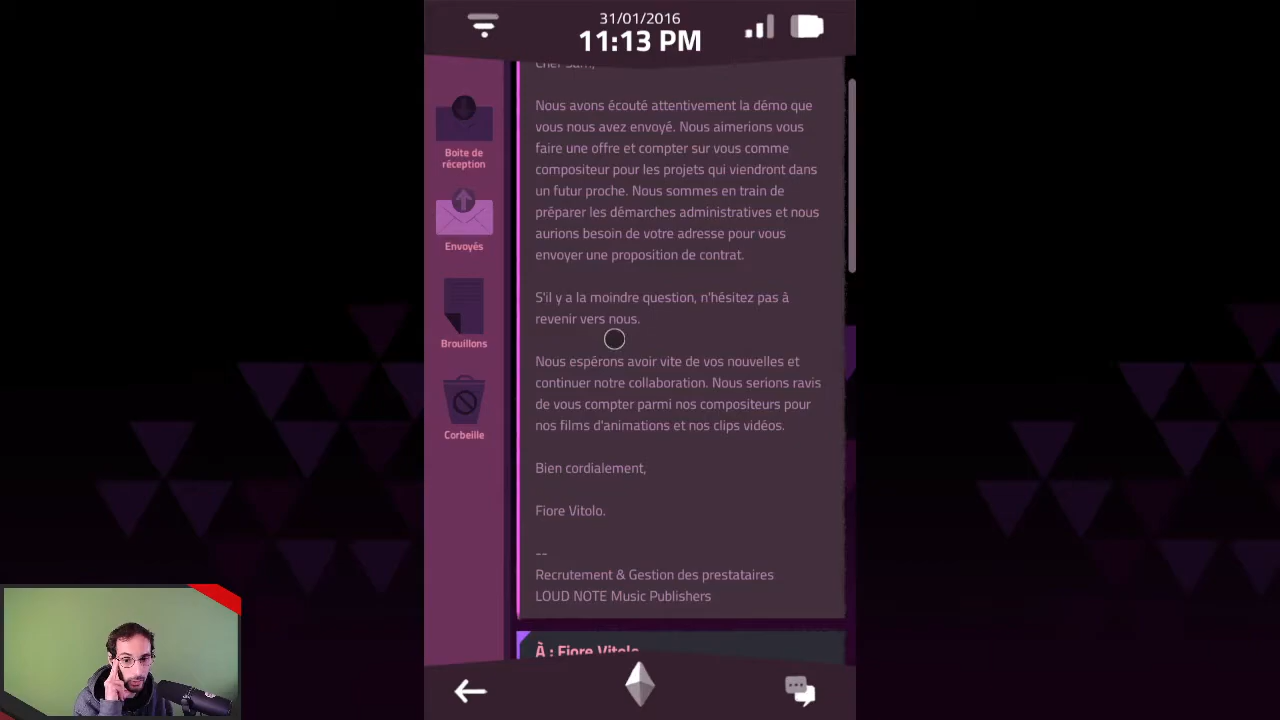 31/01/2016
11:13 PM
Cher Sam,
Nous avons écouté attentivement la démo que
vous nous avez envoyé. Nous aimerions vous
faire une offre et compter sur vous comme
compositeur pour les projets qui viendront dans
un futur proche. Nous sommes en train de
préparer les démarches administratives et nous
aurions besoin de votre adresse pour vous
envoyer une proposition de contrat.
S'il y a la moindre question, n'hésitez pas à
revenir vers nous.
Nous espérons avoir vite de vos nouvelles et
continuer notre collaboration. Nous serions ravis
de vous compter parmi nos compositeurs pour
nos films d'animations et nos clips vidéos.
Bien cordialement,
Fiore Vitolo.
--
Recrutement & Gestion des prestataires
LOUD NOTE Music Publishers
À : Fiore Vitolo
Boite de
réception
Envoyés
Brouillons
Corbeille